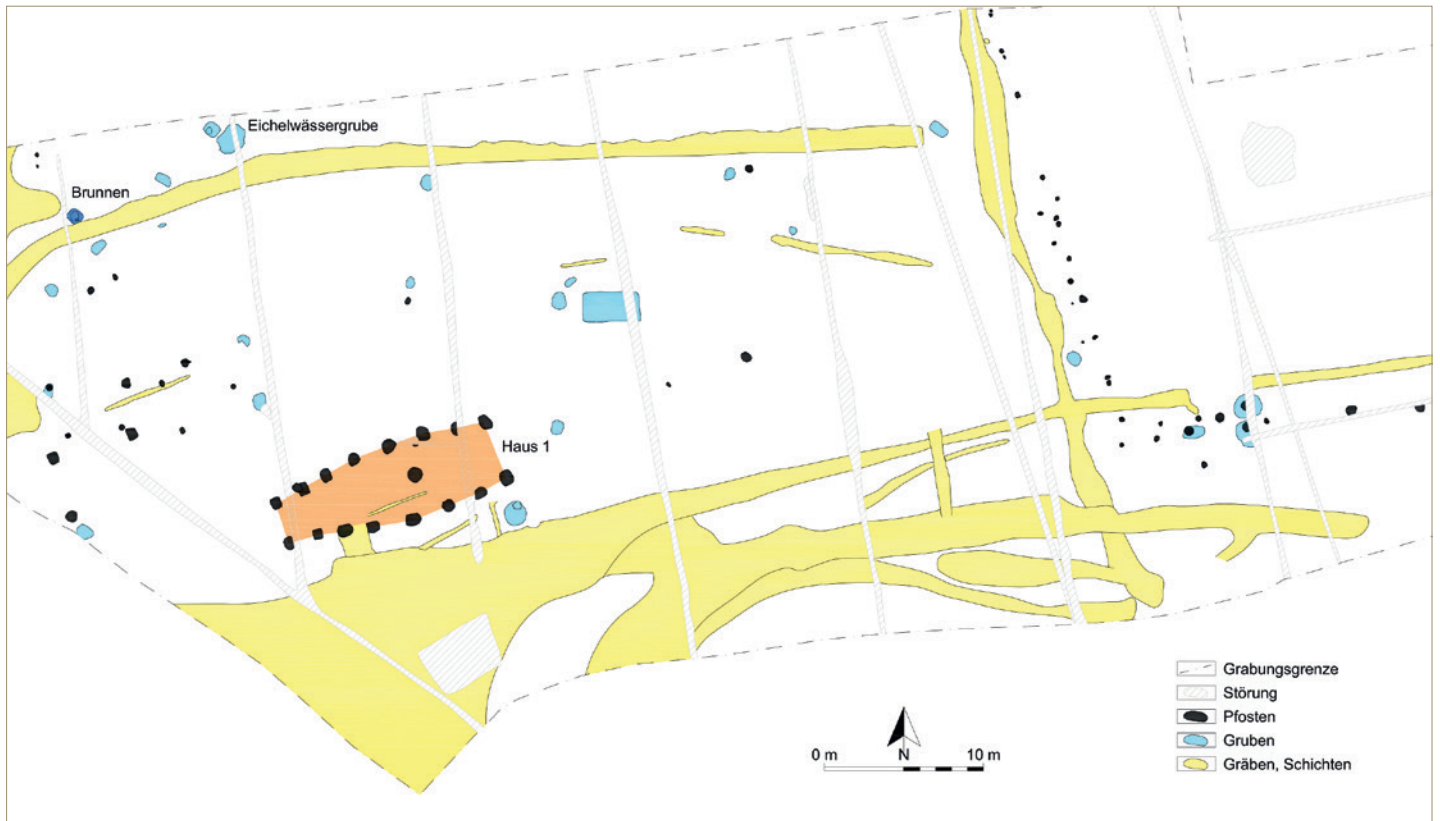 Eichelwässergrube
Brunnen
Haus 1
Grabungsgrenze
Störung
Pfosten
Gruben
Gräben, Schichten
0 m N 10 m